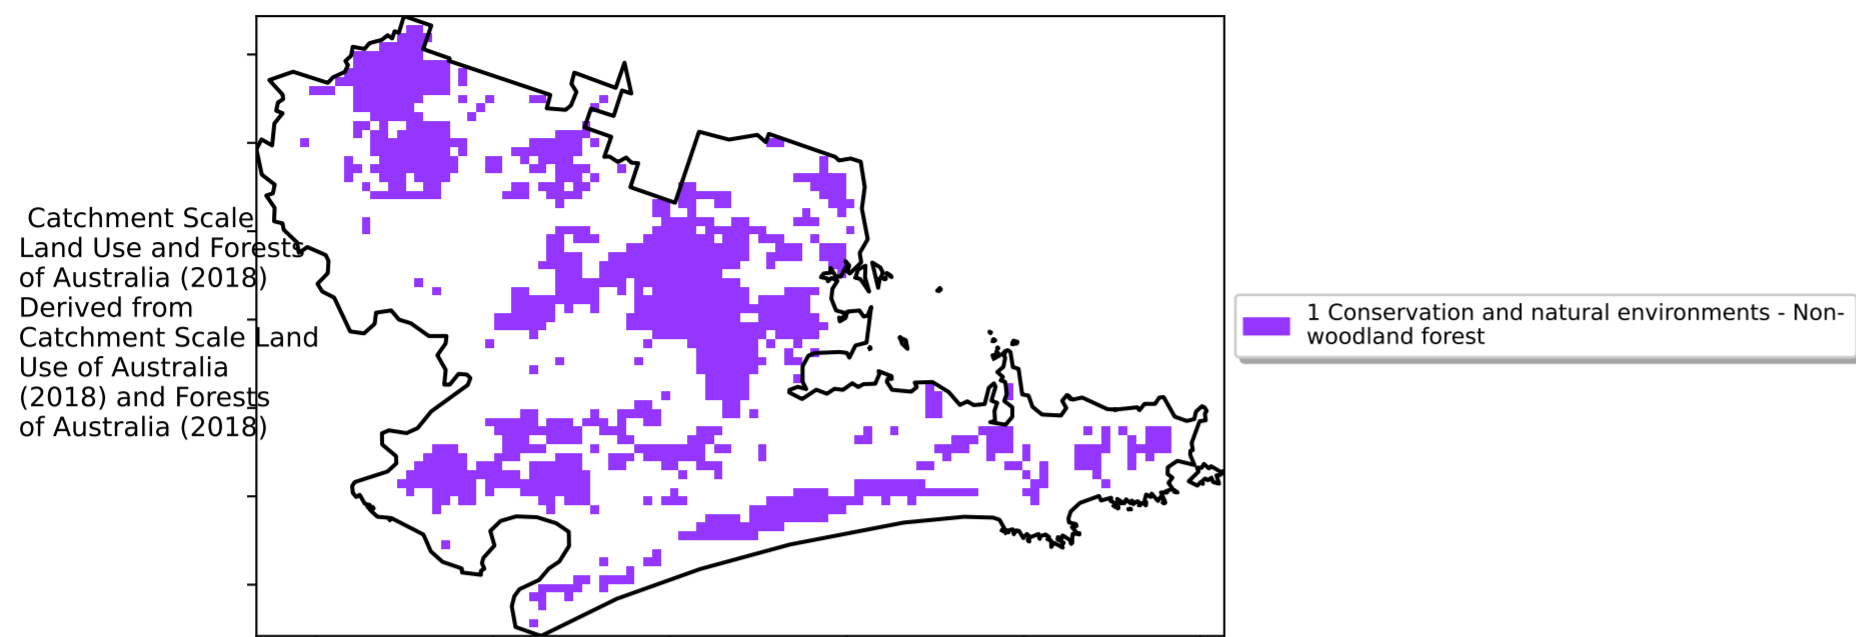 Catchment Scale
Land Use and Forests
of Australia (2018)
Derived from
Catchment Scale Land
Use of Australia
(2018) and Forests
of Australia (2018)
1 Conservation and natural environments - Non-
woodland forest